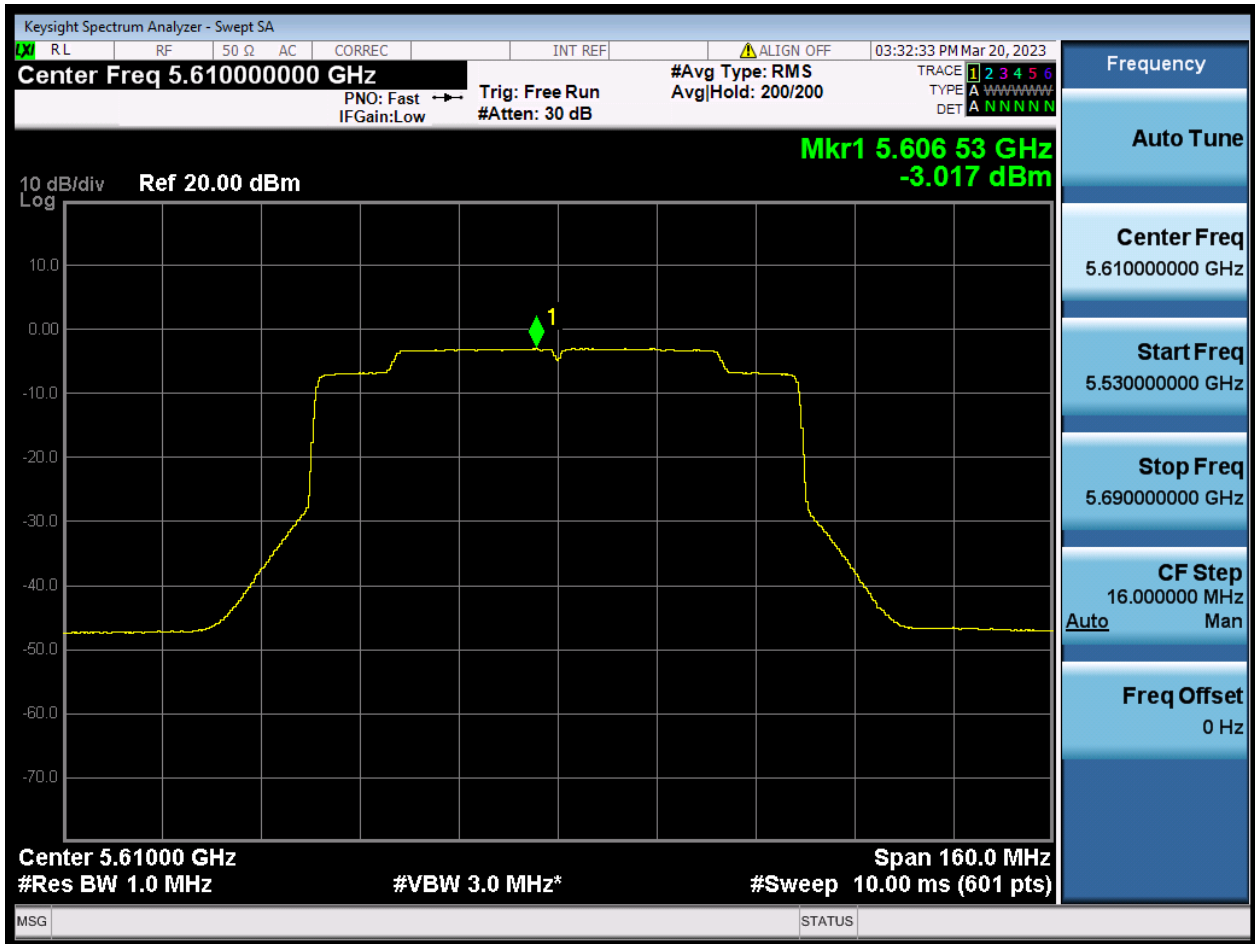 Keysight Spectrum Analyzer - Swept SA
LXI RL RF 50 Ω AC CORREC INT REF ALIGN OFF 03:32:33 PM Mar 20, 2023
Center Freq 5.610000000 GHz
PNO: Fast
IFGain:Low
Trig: Free Run
#Atten: 30 dB
#Avg Type: RMS
Avg|Hold: 200/200
TRACE 1 2 3 4 5 6
TYPE A WWWWW
DET A N N N N N
Mkr1 5.606 53 GHz
-3.017 dBm
10 dB/div Ref 20.00 dBm
Log
1
10.0
0.00
-10.0
-20.0
-30.0
-40.0
-50.0
-60.0
-70.0
Center 5.61000 GHz Span 160.0 MHz
#Res BW 1.0 MHz #VBW 3.0 MHz* #Sweep 10.00 ms (601 pts)
MSG STATUS
Frequency
Auto Tune
Center Freq
5.610000000 GHz
Start Freq
5.530000000 GHz
Stop Freq
5.690000000 GHz
CF Step
16.000000 MHz
Auto Man
Freq Offset
0 Hz